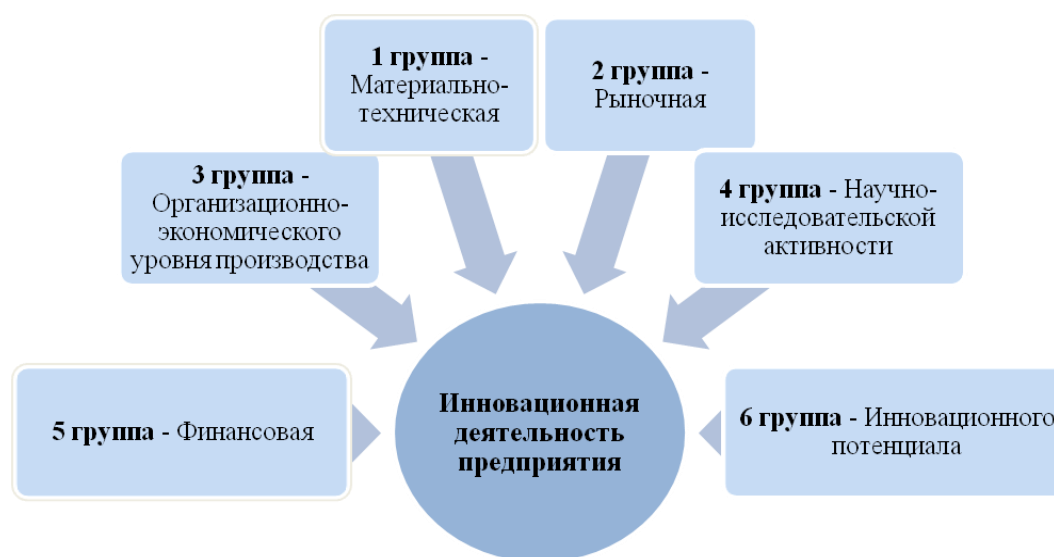 1 группа -
Материально-
техническая
2 группа -
Рыночная
3 группа -
Организационно-
экономического
уровня производства
4 группа - Научно-
исследовательской
активности
5 группа - Финансовая
Инновационная
деятельность
предприятия
6 группа - Инновационного
потенциала